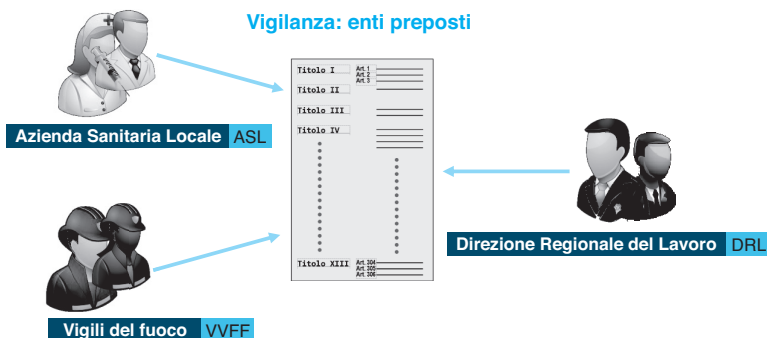 Vigilanza: enti preposti
Titolo I Art. 1
Art. 2
Art. 3
Titolo II
Titolo III
Titolo IV
Azienda Sanitaria Locale ASL
Direzione Regionale del Lavoro DRL
Titolo XIII Art. 304
Art. 305
Art. 306
Vigili del fuoco VVFF